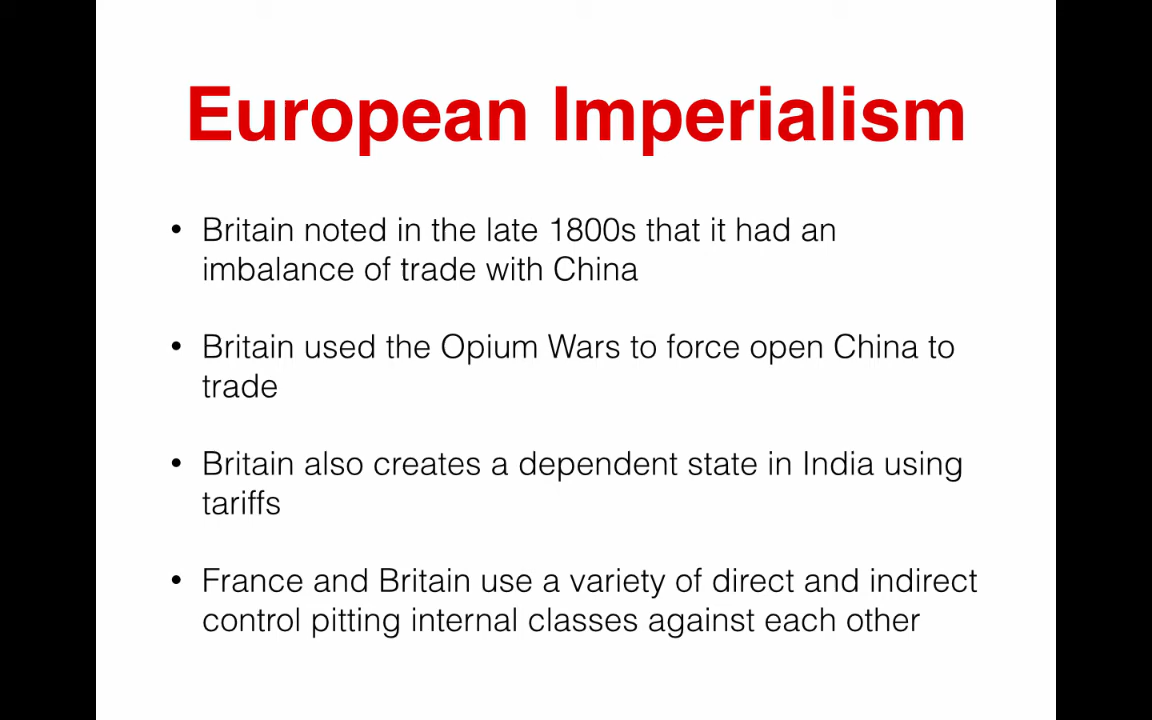 European Imperialism
• Britain noted in the late 1800s that it had an
imbalance of trade with China
• Britain used the Opium Wars to force open China to
trade
• Britain also creates a dependent state in India using
tariffs
• France and Britain use a variety of direct and indirect
control pitting internal classes against each other